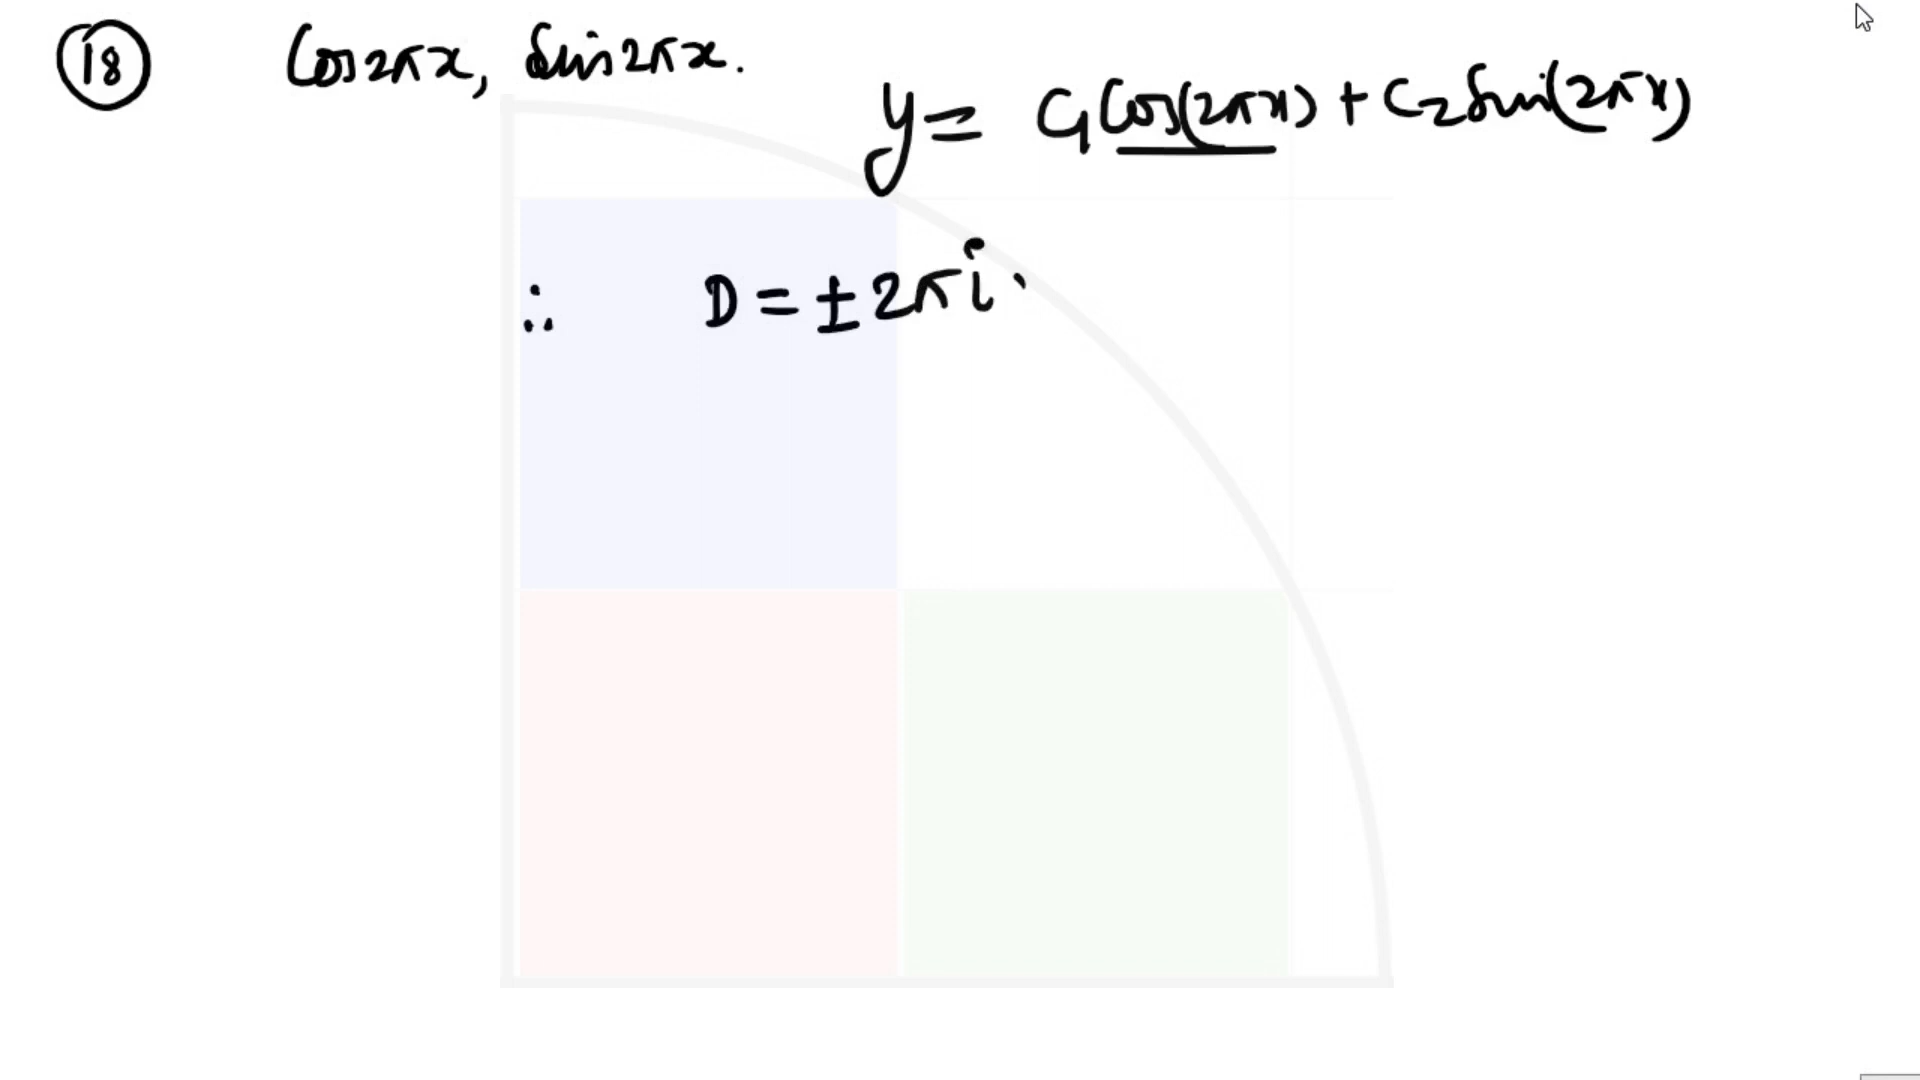 18 Cos2πx, Sin2πx.
y = C1Cos(2πx) + C2Sin(2πx)
∴ D = ±2πi.